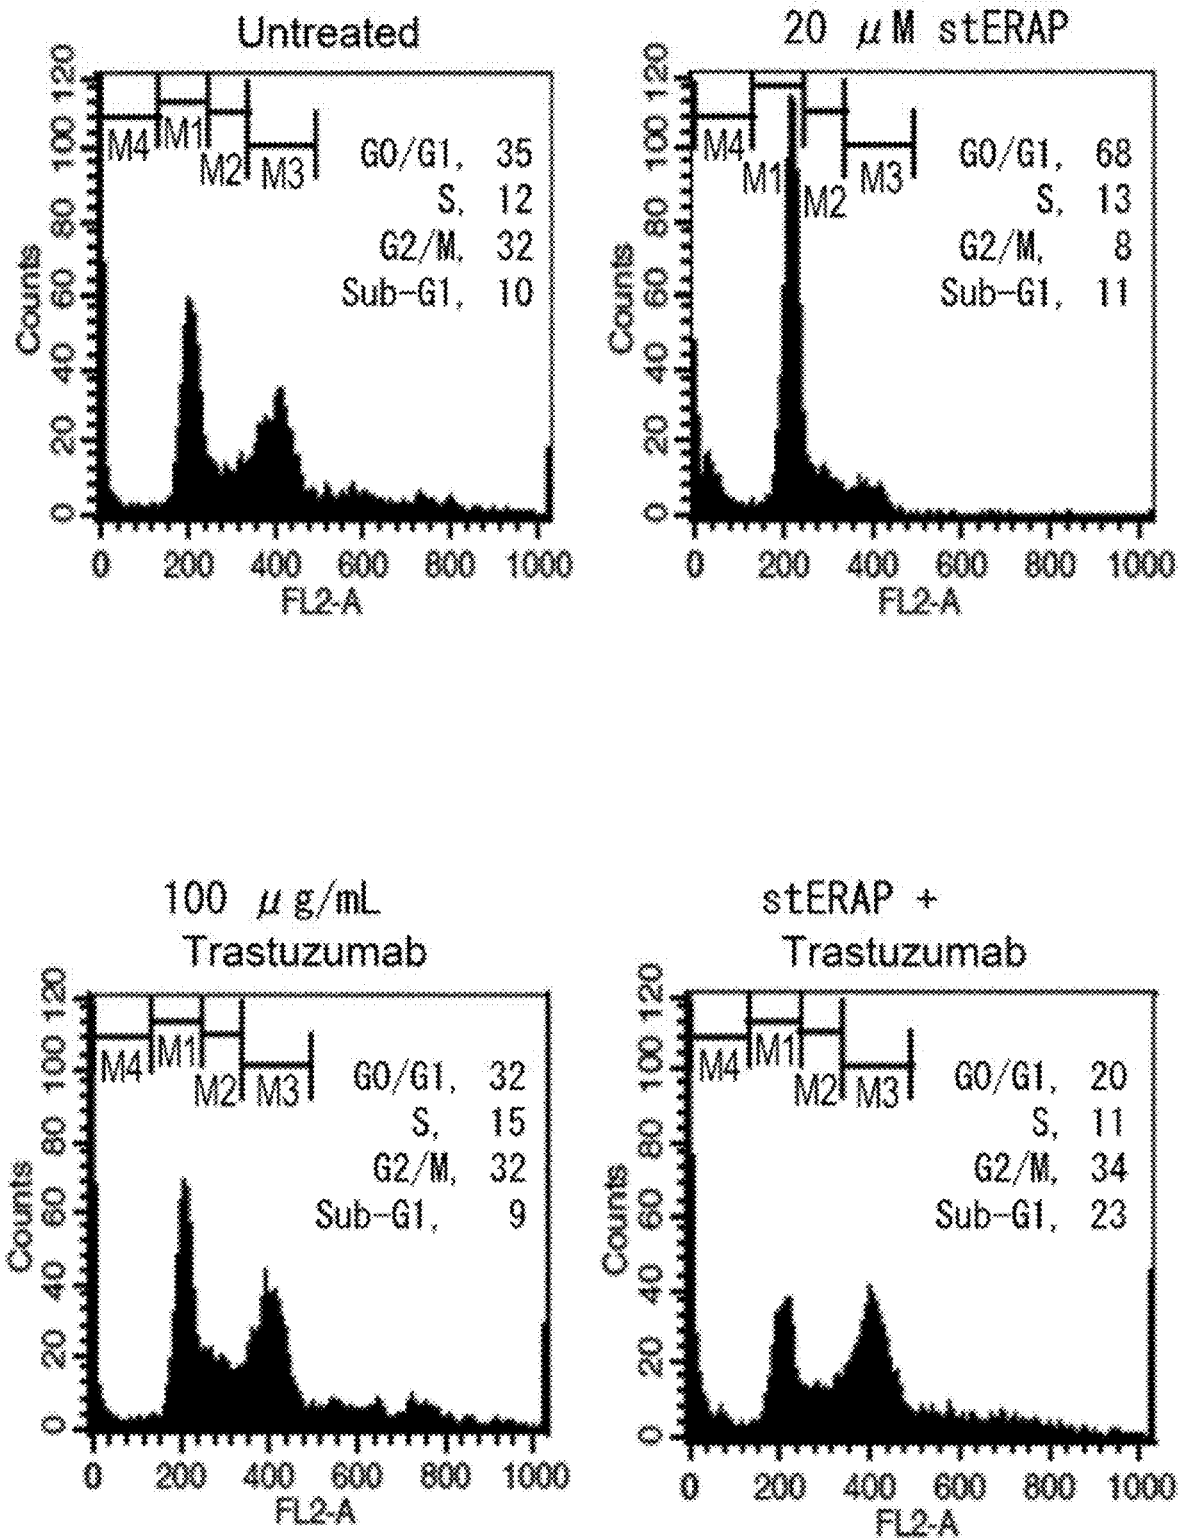 Untreated
120
100
80
60
40
20
0
Counts
M4
M1
M2
M3
G0/G1, 35
S, 12
G2/M, 32
Sub-G1, 10
0 200 400 600 800 1000
FL2-A
20 μM stERAP
120
100
80
60
40
20
0
Counts
M4
M1
M2
M3
G0/G1, 68
S, 13
G2/M, 8
Sub-G1, 11
0 200 400 600 800 1000
FL2-A
100 μg/mL
Trastuzumab
120
100
80
60
40
20
0
Counts
M4
M1
M2
M3
G0/G1, 32
S, 15
G2/M, 32
Sub-G1, 9
0 200 400 600 800 1000
FL2-A
stERAP +
Trastuzumab
120
100
80
60
40
20
0
Counts
M4
M1
M2
M3
G0/G1, 20
S, 11
G2/M, 34
Sub-G1, 23
0 200 400 600 800 1000
FL2-A